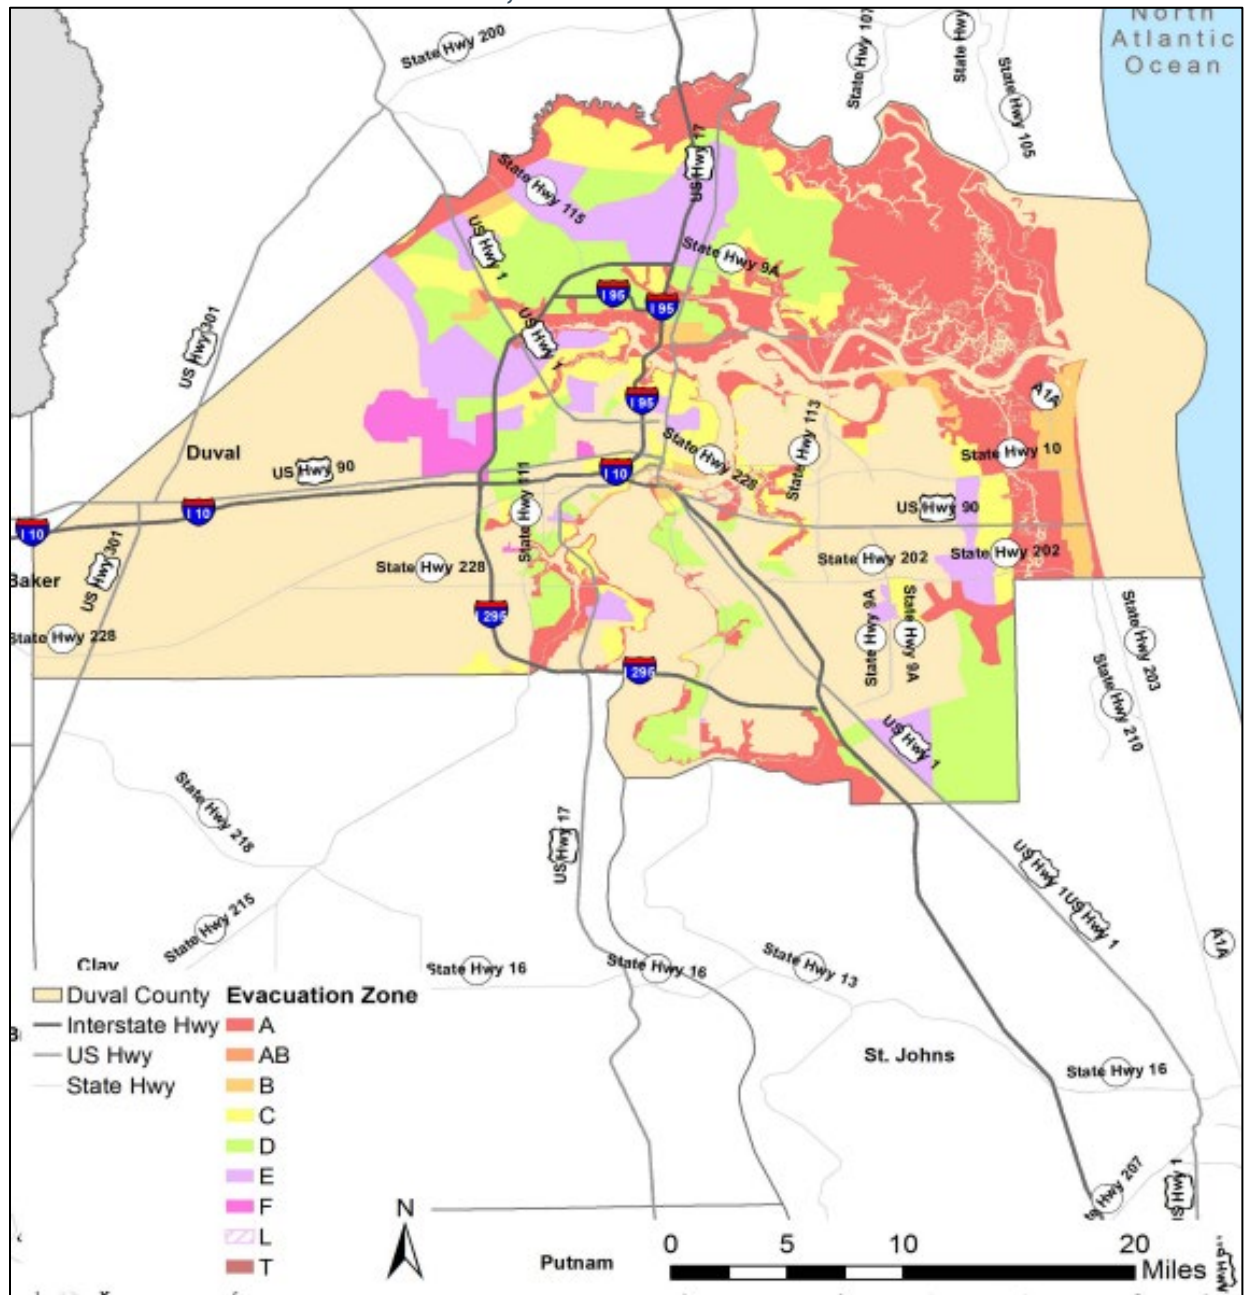 North
Atlantic
Ocean
State Hwy 200
State Hwy 107
State Hwy
State Hwy 105
US Hwy 17
State Hwy 115
US Hwy 1
State Hwy 9A
I 95
I 95
US Hwy 301
US Hwy 1
A1A
I 95
State Hwy 113
Duval
US Hwy 90
State Hwy 228
State Hwy 10
I 10
State Hwy 111
I 10
US Hwy 90
I 10
US Hwy 301
State Hwy 228
State Hwy 202
State Hwy 202
Baker
I 295
State Hwy 9A
State Hwy 9A
State Hwy 228
State Hwy 203
I 295
State Hwy 210
US Hwy 1
State Hwy 218
US Hwy 17
US Hwy 1
US Hwy 1
State Hwy 215
A1A
Clay
State Hwy 16
State Hwy 16
State Hwy 13
Duval County
Interstate Hwy
US Hwy
State Hwy
Evacuation Zone
A
AB
B
C
D
E
F
L
T
St. Johns
State Hwy 16
te Hwy 207
US Hwy 1
N
Putnam
0 5 10 20
Miles